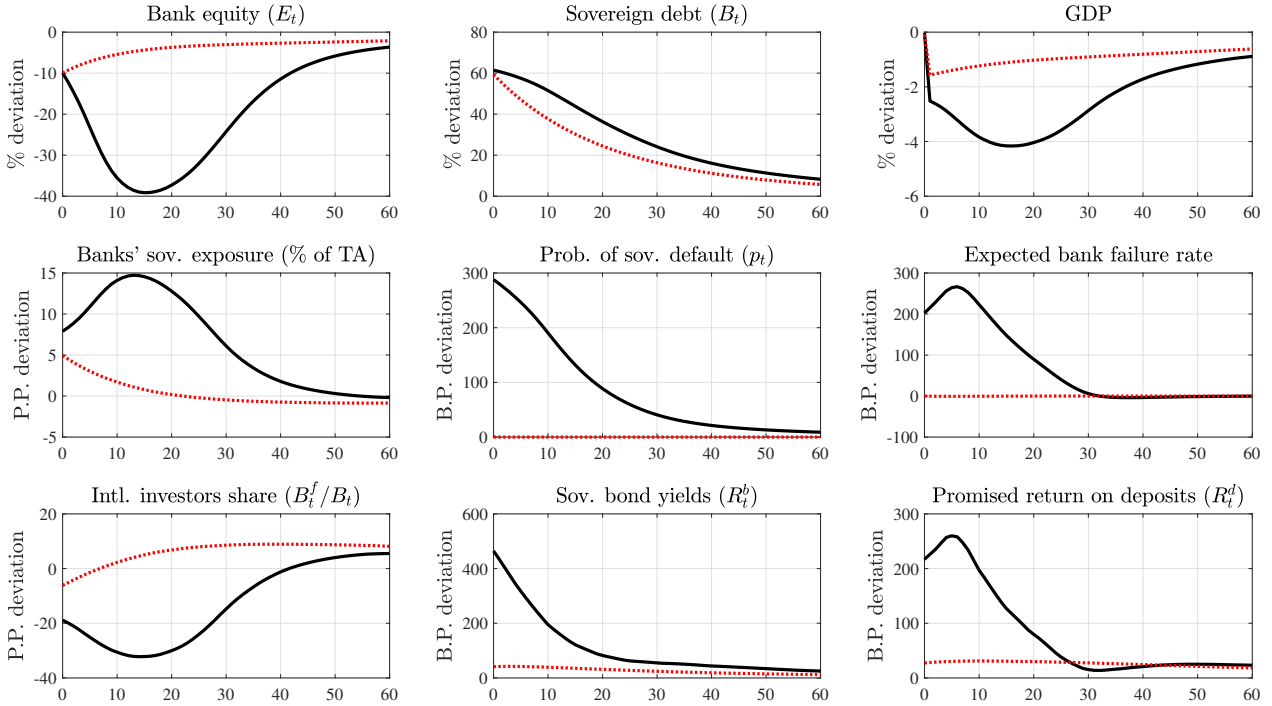 Bank equity (E_t)
% deviation
0
-10
-20
-30
-40
0 10 20 30 40 50 60
Sovereign debt (B_t)
% deviation
80
60
40
20
0
0 10 20 30 40 50 60
GDP
% deviation
0
-2
-4
-6
0 10 20 30 40 50 60
Banks' sov. exposure (% of TA)
P.P. deviation
15
10
5
0
-5
0 10 20 30 40 50 60
Prob. of sov. default (p_t)
B.P. deviation
300
200
100
0
0 10 20 30 40 50 60
Expected bank failure rate
B.P. deviation
300
200
100
0
-100
0 10 20 30 40 50 60
Intl. investors share (B_t^f/B_t)
P.P. deviation
20
0
-20
-40
0 10 20 30 40 50 60
Sov. bond yields (R_t^b)
B.P. deviation
600
400
200
0
0 10 20 30 40 50 60
Promised return on deposits (R_t^d)
B.P. deviation
300
200
100
0
0 10 20 30 40 50 60